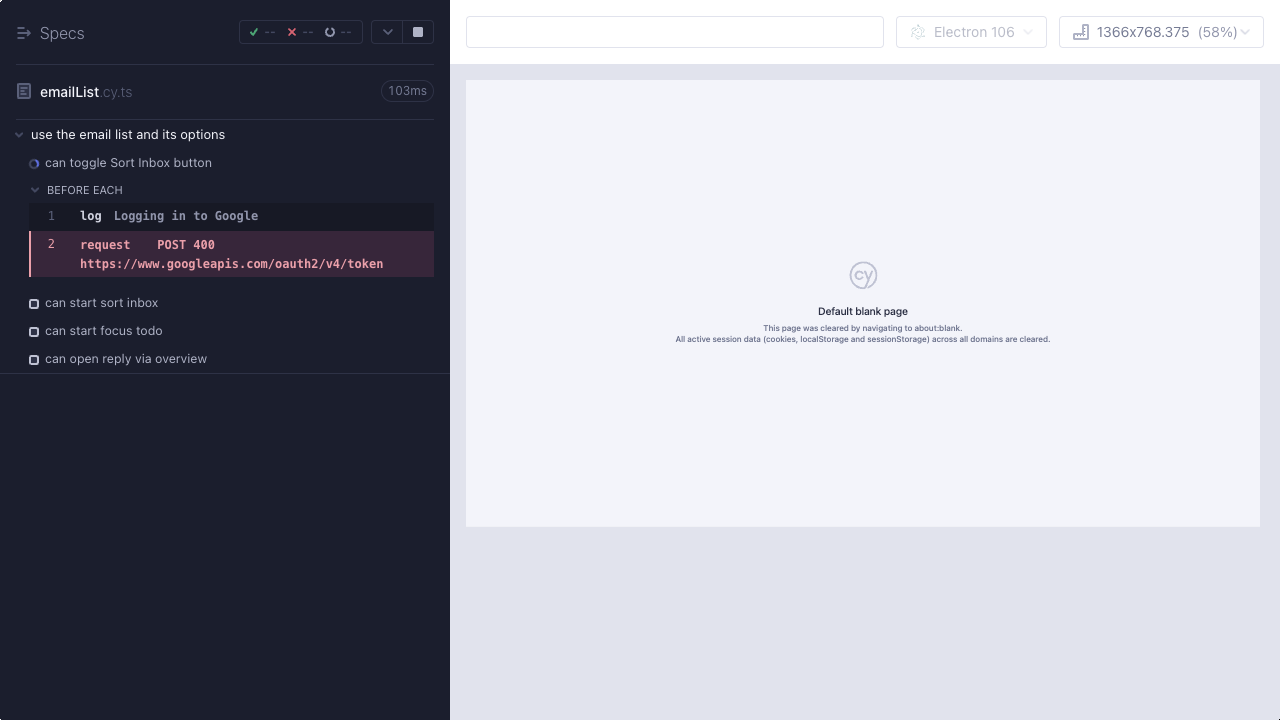 Specs
--
--
--
emailList.cy.ts
103ms
use the email list and its options
can toggle Sort Inbox button
BEFORE EACH
1 log Logging in to Google
2 request POST 400
https://www.googleapis.com/oauth2/v4/token
can start sort inbox
can start focus todo
can open reply via overview
Electron 106
1366x768.375 (58%)
cy
Default blank page
This page was cleared by navigating to about:blank.
All active session data (cookies, localStorage and sessionStorage) across all domains are cleared.